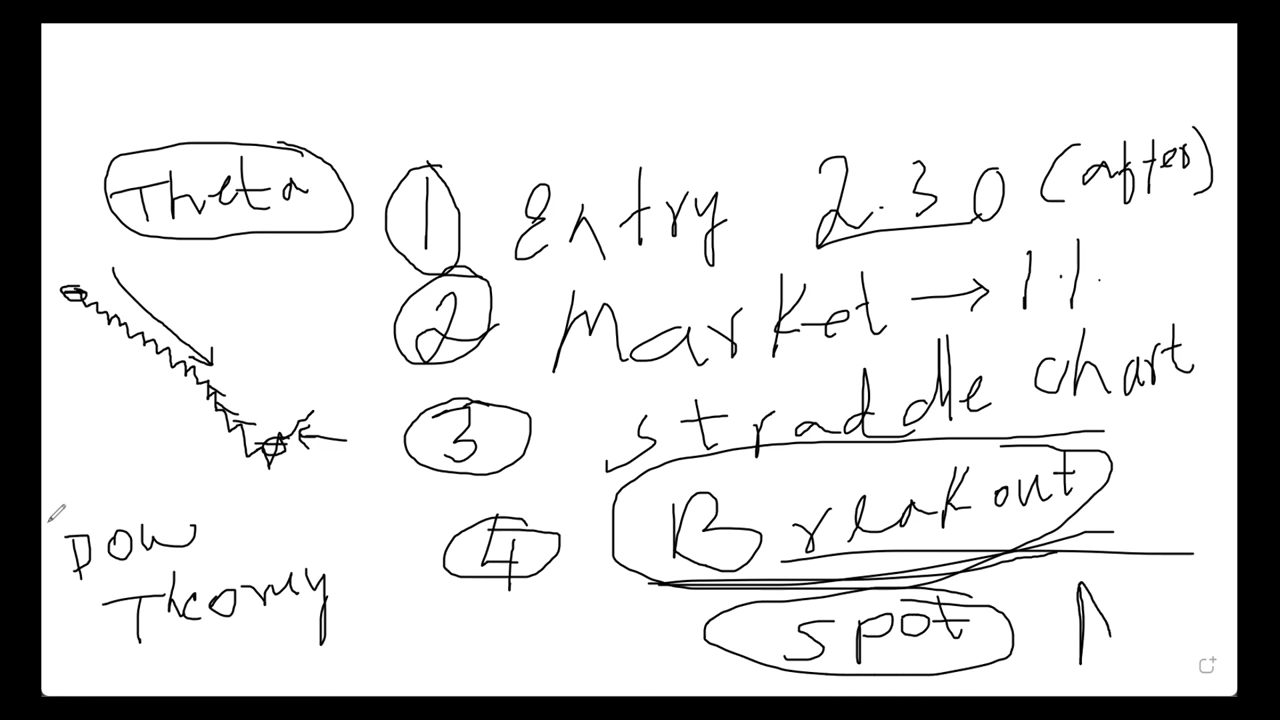 Theta
① Entry 2.30 (after)
② Market → 1.1.
③ straddle chart
④ Breakout
spot
Dow
Theory